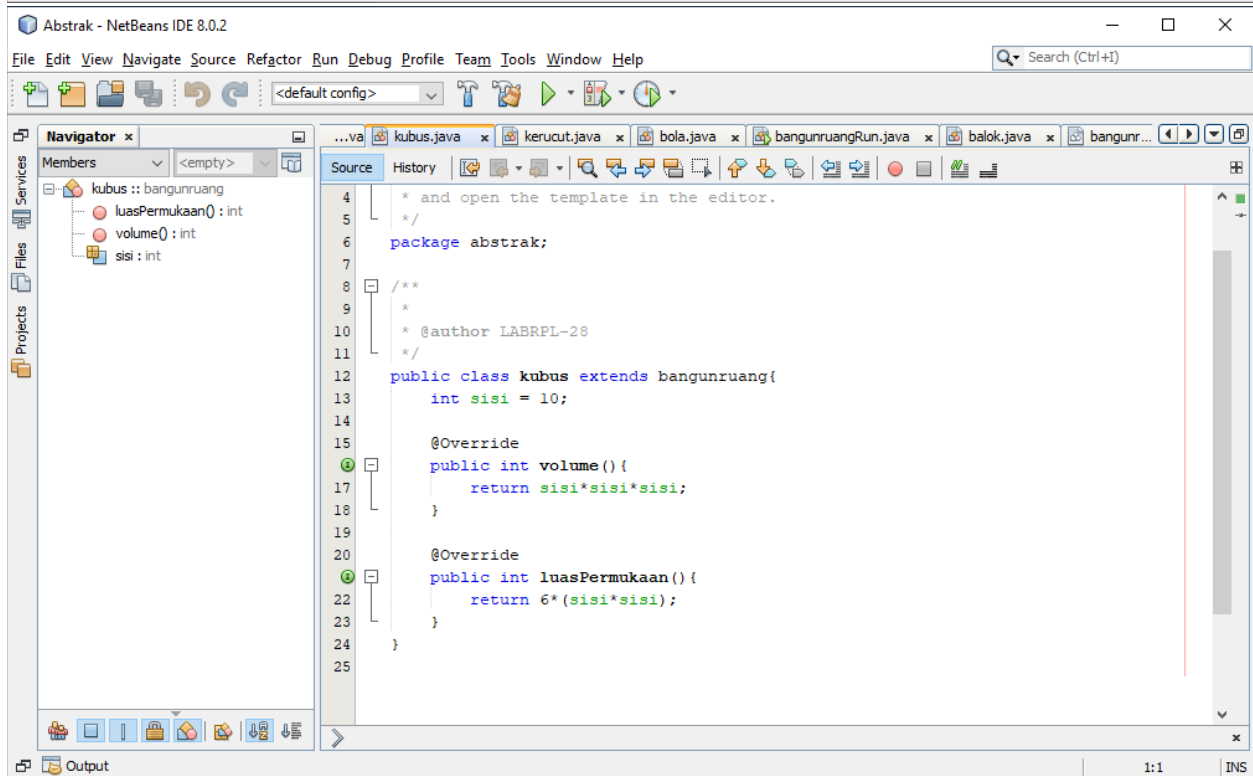 Abstrak - NetBeans IDE 8.0.2
File Edit View Navigate Source Refactor Run Debug Profile Team Tools Window Help
Search (Ctrl+I)
<default config>
Navigator
...va kubus.java kerucut.java bola.java bangunruangRun.java balok.java bangunr...
Members <empty>
Source History
Services
Files
Projects
kubus :: bangunruang
luasPermukaan() : int
volume() : int
sisi : int
4 * and open the template in the editor.
5 */
6 package abstrak;
7
8 /**
9 *
10 * @author LABRPL-28
11 */
12 public class kubus extends bangunruang{
13 int sisi = 10;
14
15 @Override
public int volume(){
17 return sisi*sisi*sisi;
18 }
19
20 @Override
public int luasPermukaan(){
22 return 6*(sisi*sisi);
23 }
24 }
25
Output
1:1 INS